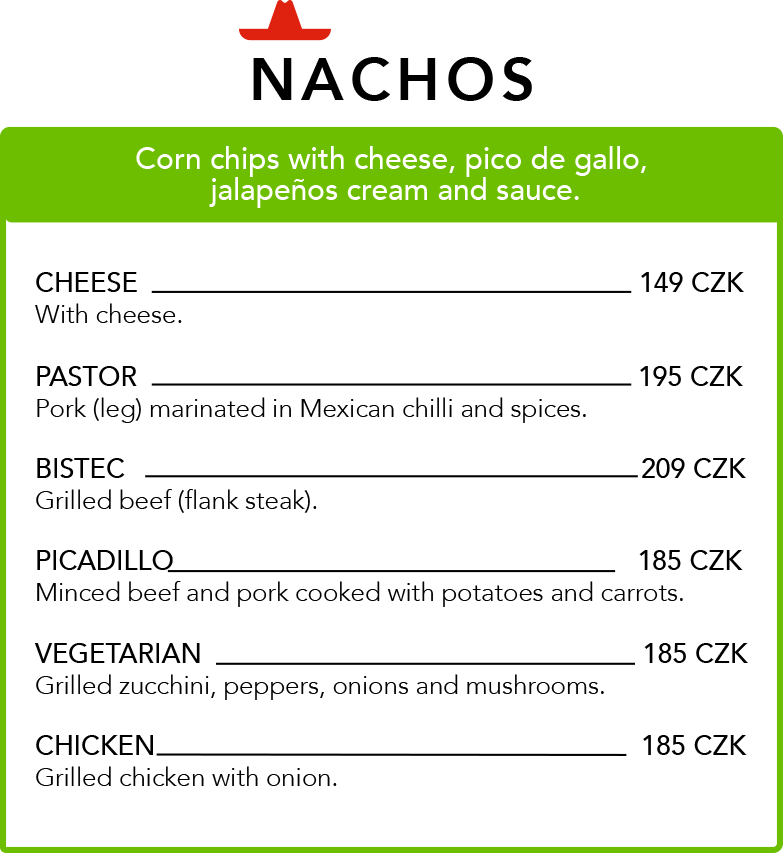 NACHOS
Corn chips with cheese, pico de gallo,
jalapeños cream and sauce.
CHEESE 149 CZK
With cheese.
PASTOR 195 CZK
Pork (leg) marinated in Mexican chilli and spices.
BISTEC 209 CZK
Grilled beef (flank steak).
PICADILLO 185 CZK
Minced beef and pork cooked with potatoes and carrots.
VEGETARIAN 185 CZK
Grilled zucchini, peppers, onions and mushrooms.
CHICKEN 185 CZK
Grilled chicken with onion.